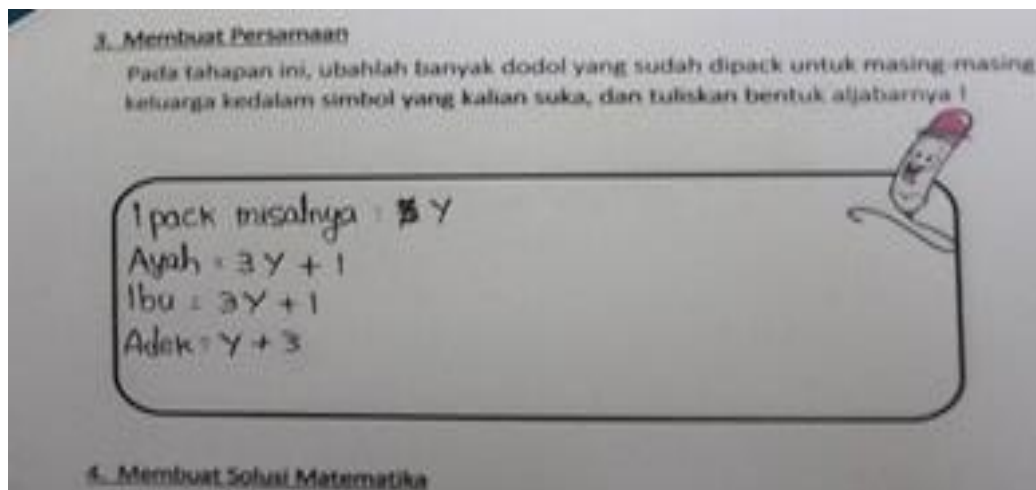 3. Membuat Persamaan
Pada tahapan ini, ubahlah banyak dodol yang sudah dipack untuk masing-masing
keluarga kedalam simbol yang kalian suka, dan tuliskan bentuk aljabarnya !
1 pack misalnya : Y
Ayah = 3Y + 1
Ibu = 3Y + 1
Adek = Y + 3
4. Membuat Solusi Matematika